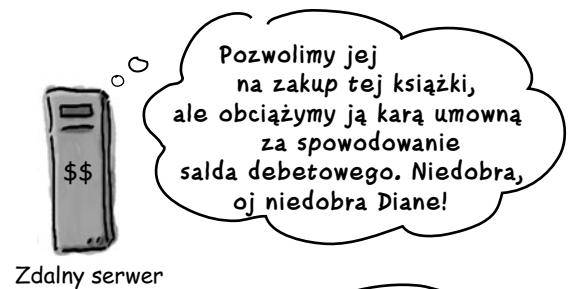 Pozwolimy jej
na zakup tej książki,
ale obciążymy ją karą umowną
za spowodowanie
salda debetowego. Niedobra,
oj niedobra Diane!
$$
Zdalny serwer